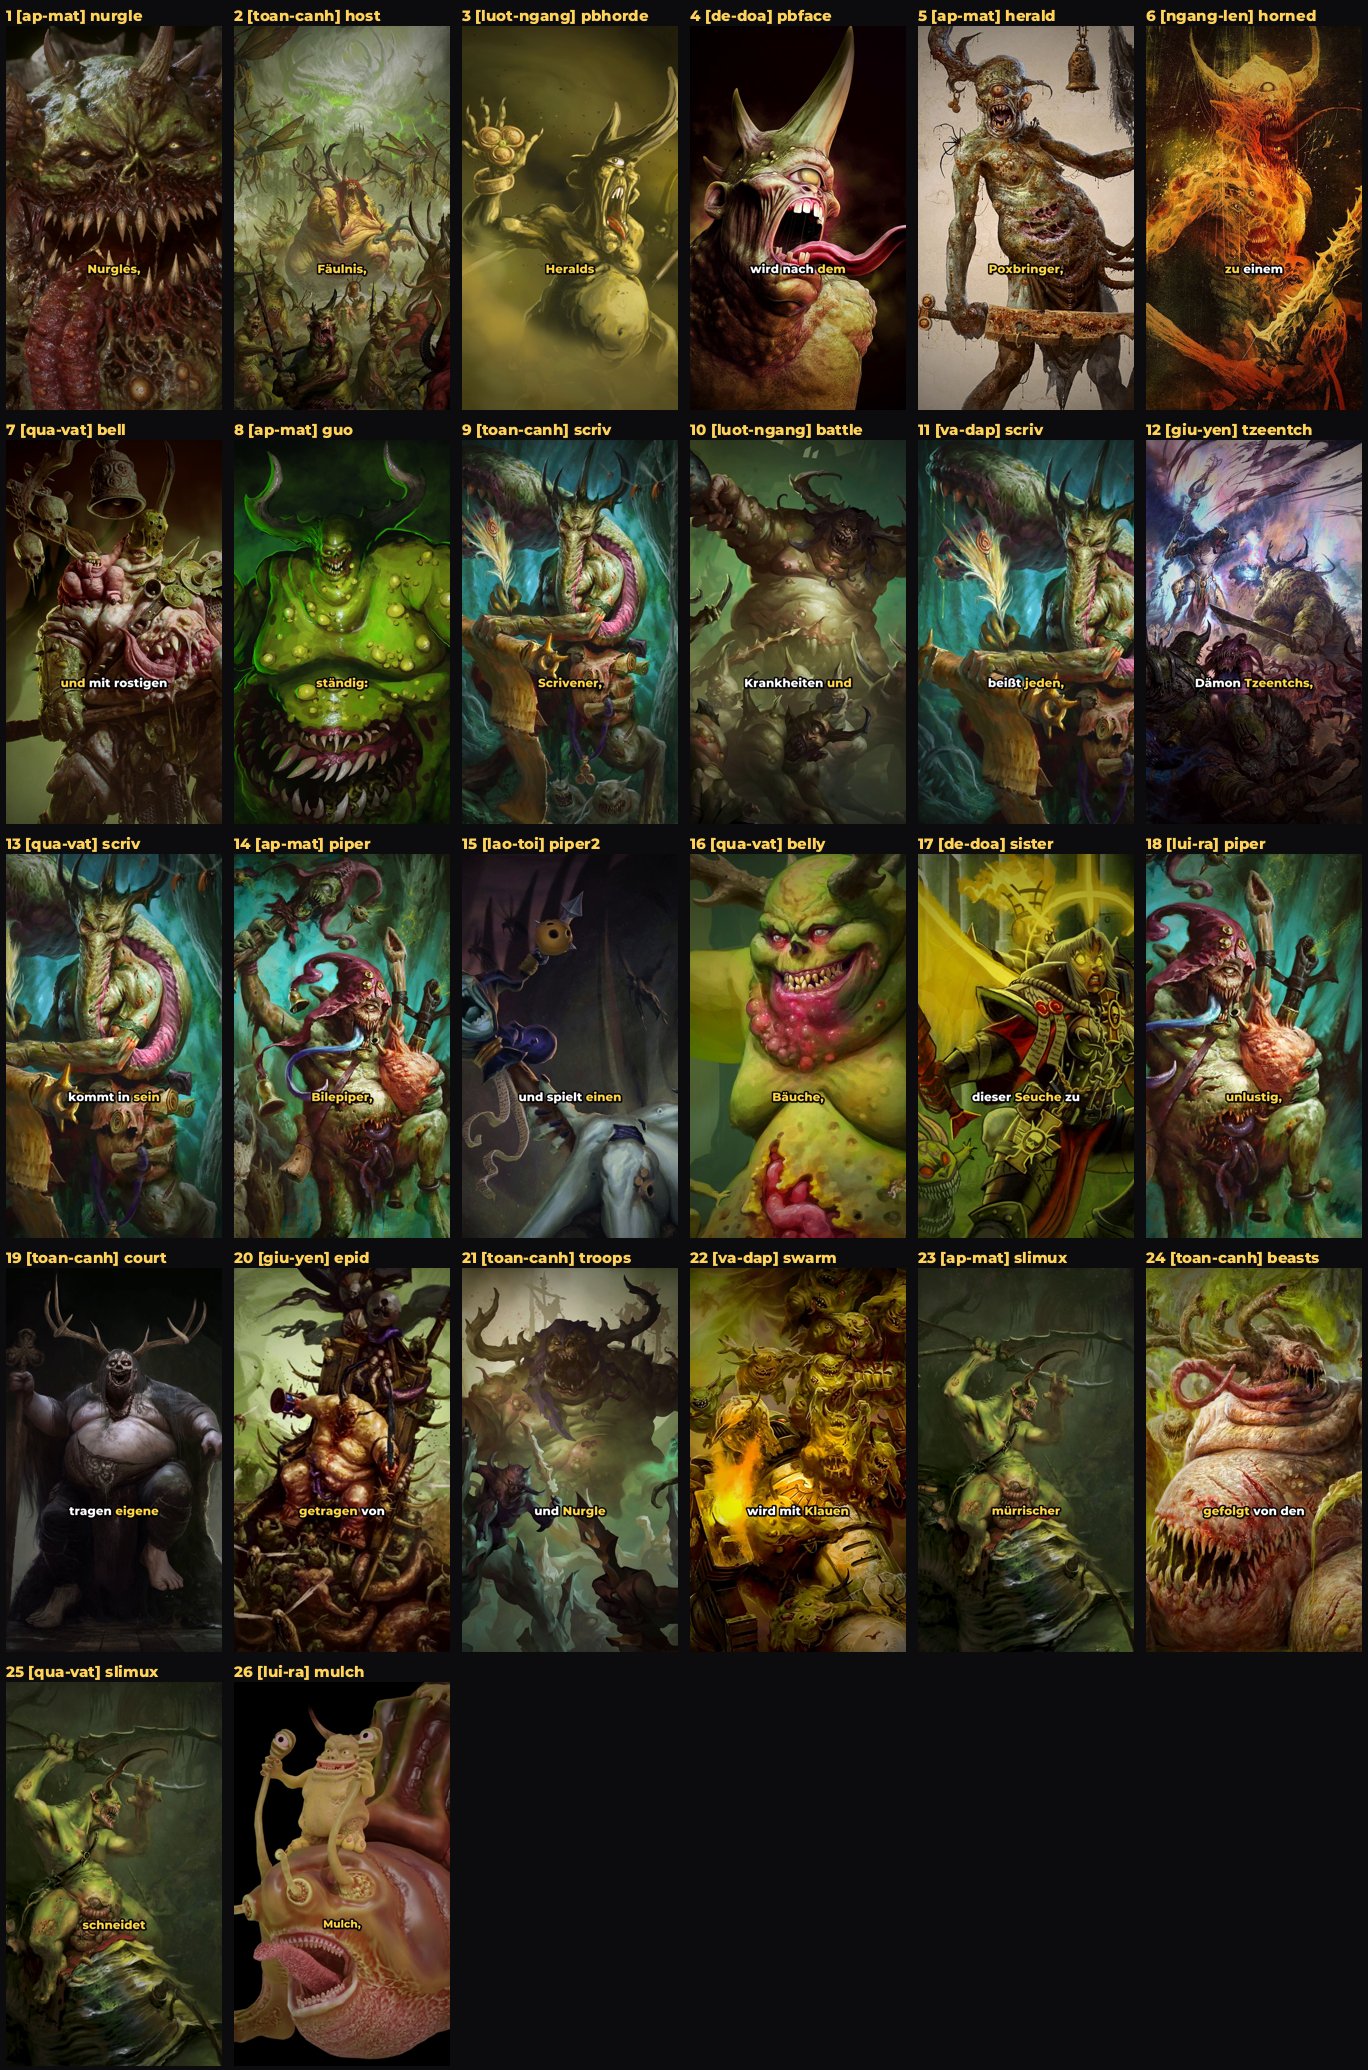 1 [ap-mat] nurgle
Nurgles,
2 [toan-canh] host
Fäulnis,
3 [luot-ngang] pbhorde
Heralds
4 [de-doa] pbface
wird nach dem
5 [ap-mat] herald
Poxbringer,
6 [ngang-len] horned
zu einem
7 [qua-vat] bell
und mit rostigen
8 [ap-mat] guo
ständig:
9 [toan-canh] scriv
Scrivener,
10 [luot-ngang] battle
Krankheiten und
11 [va-dap] scriv
beißt jeden,
12 [giu-yen] tzeentch
Dämon Tzeentchs,
13 [qua-vat] scriv
kommt in sein
14 [ap-mat] piper
Bilepiper,
15 [lao-toi] piper2
und spielt einen
16 [qua-vat] belly
Bäuche,
17 [de-doa] sister
dieser Seuche zu
18 [lui-ra] piper
unlustig,
19 [toan-canh] court
tragen eigene
20 [giu-yen] epid
getragen von
21 [toan-canh] troops
und Nurgle
22 [va-dap] swarm
wird mit Klauen
23 [ap-mat] slimux
mürrischer
24 [toan-canh] beasts
gefolgt von den
25 [qua-vat] slimux
schneidet
26 [lui-ra] mulch
Mulch,